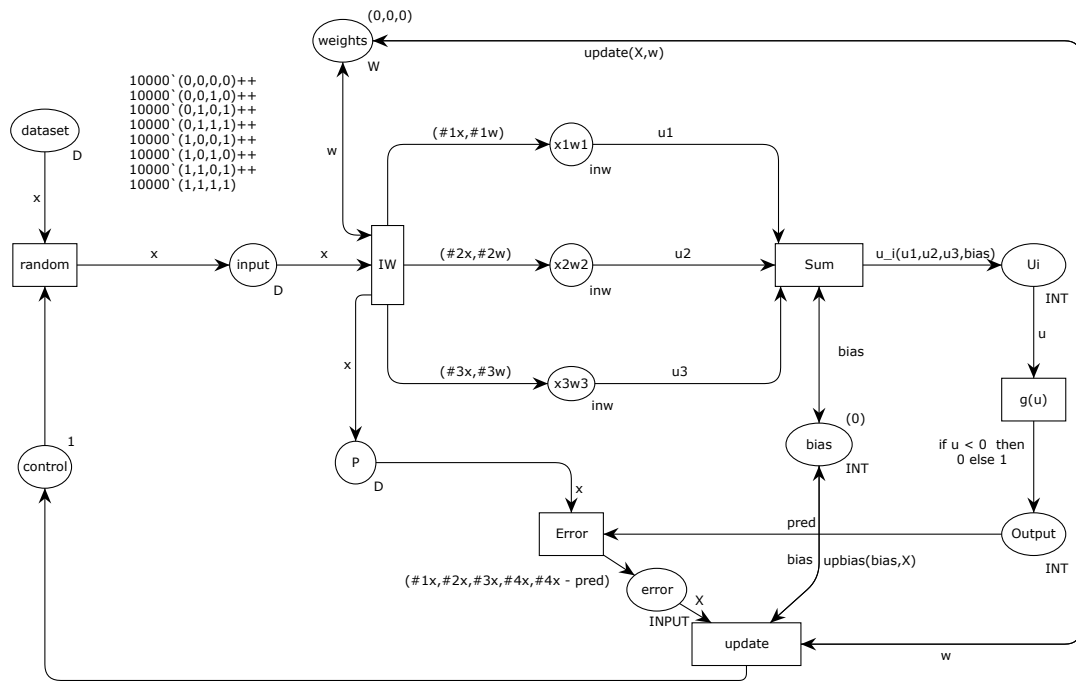 (0,0,0)
weights
W
update(X,w)
10000`(0,0,0,0)++
10000`(0,0,1,0)++
10000`(0,1,0,1)++
10000`(0,1,1,1)++
10000`(1,0,0,1)++
10000`(1,0,1,0)++
10000`(1,1,0,1)++
10000`(1,1,1,1)
dataset
D
x
w
(#1x,#1w)
x1w1
inw
u1
random
x
input
D
x
IW
(#2x,#2w)
x2w2
inw
u2
Sum
u_i(u1,u2,u3,bias)
Ui
INT
u
x
(#3x,#3w)
x3w3
inw
u3
bias
g(u)
(0)
bias
INT
if u < 0 then
0 else 1
1
control
P
D
x
Error
pred
Output
INT
bias
upbias(bias,X)
(#1x,#2x,#3x,#4x,#4x - pred)
error
X
INPUT
update
w